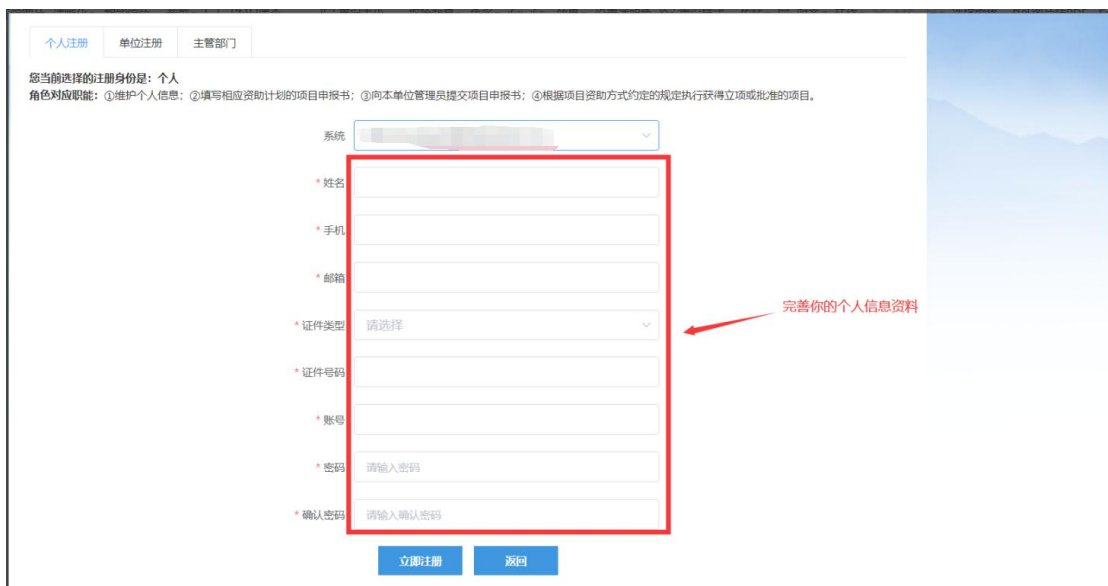 个人注册 单位注册 主管部门
您当前选择的注册身份是：个人
角色对应职能：①维护个人信息；②填写相应资助计划的项目申报书；③向本单位管理员提交项目申报书；④根据项目资助方式约定的规定执行获得立项或批准的项目。
系统
* 姓名
* 手机
* 邮箱
完善你的个人信息资料
* 证件类型 请选择
* 证件号码
* 账号
* 密码 请输入密码
* 确认密码 请输入确认密码
立即注册 返回